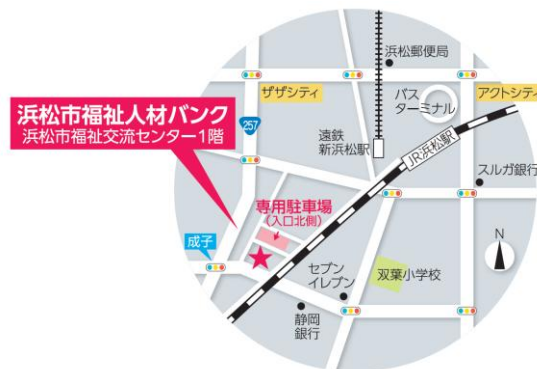 浜松郵便局
ザザシティ
バス
ターミナル
アクトシティ
浜松市福祉人材バンク
浜松市福祉交流センター1階
257
遠鉄
新浜松駅
JR浜松駅
スルガ銀行
専用駐車場
(入口北側)
成子
N
セブン
イレブン
双葉小学校
静岡
銀行